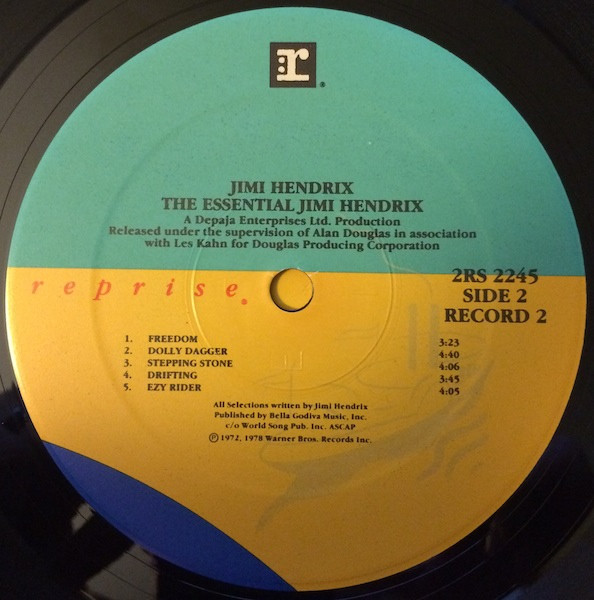 r®
JIMI HENDRIX
THE ESSENTIAL JIMI HENDRIX
A Depaja Enterprises Ltd. Production
Released under the supervision of Alan Douglas in association
with Les Kahn for Douglas Producing Corporation
reprise
2RS 2245
SIDE 2
RECORD 2
1. FREEDOM 3:23
2. DOLLY DAGGER 4:40
3. STEPPING STONE 4:06
4. DRIFTING 3:45
5. EZY RIDER 4:05
All Selections written by Jimi Hendrix
Published by Bella Godiva Music, Inc.
c/o World Song Pub. Inc. ASCAP
Ⓟ 1972, 1978 Warner Bros. Records Inc.